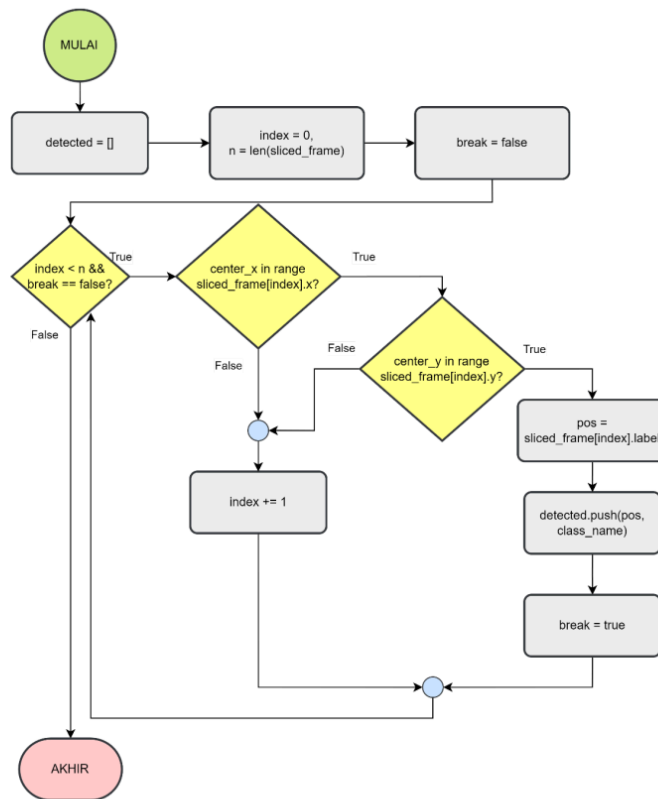 MULAI
detected = []
index = 0,
n = len(sliced_frame)
break = false
index < n &&
break == false?
True
False
center_x in range
sliced_frame[index].x?
True
False
center_y in range
sliced_frame[index].y?
False
True
pos =
sliced_frame[index].label
index += 1
detected.push(pos,
class_name)
break = true
AKHIR